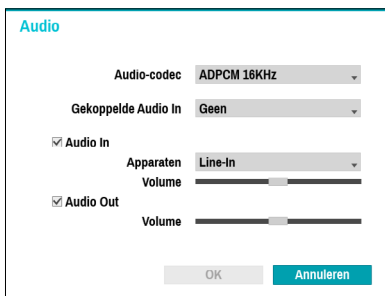 Audio
Audio-codec ADPCM 16KHz
Gekoppelde Audio In Geen
Audio In
Apparaten Line-In
Volume
Audio Out
Volume
OK Annuleren